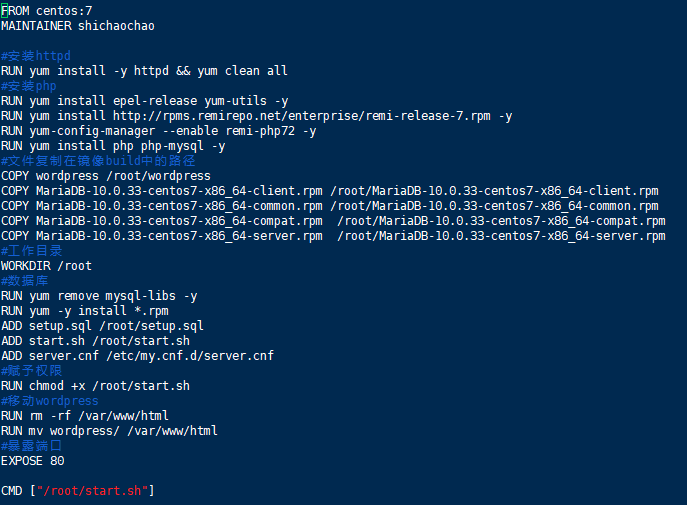 FROM centos:7
MAINTAINER shichaochao
#安装httpd
RUN yum install -y httpd && yum clean all
#安装php
RUN yum install epel-release yum-utils -y
RUN yum install http://rpms.remirepo.net/enterprise/remi-release-7.rpm -y
RUN yum-config-manager --enable remi-php72 -y
RUN yum install php php-mysql -y
#文件复制在镜像build中的路径
COPY wordpress /root/wordpress
COPY MariaDB-10.0.33-centos7-x86_64-client.rpm /root/MariaDB-10.0.33-centos7-x86_64-client.rpm
COPY MariaDB-10.0.33-centos7-x86_64-common.rpm /root/MariaDB-10.0.33-centos7-x86_64-common.rpm
COPY MariaDB-10.0.33-centos7-x86_64-compat.rpm  /root/MariaDB-10.0.33-centos7-x86_64-compat.rpm
COPY MariaDB-10.0.33-centos7-x86_64-server.rpm  /root/MariaDB-10.0.33-centos7-x86_64-server.rpm
#工作目录
WORKDIR /root
#数据库
RUN yum remove mysql-libs -y
RUN yum -y install *.rpm
ADD setup.sql /root/setup.sql
ADD start.sh /root/start.sh
ADD server.cnf /etc/my.cnf.d/server.cnf
#赋予权限
RUN chmod +x /root/start.sh
#移动wordpress
RUN rm -rf /var/www/html
RUN mv wordpress/ /var/www/html
#暴露端口
EXPOSE 80
CMD ["/root/start.sh"]